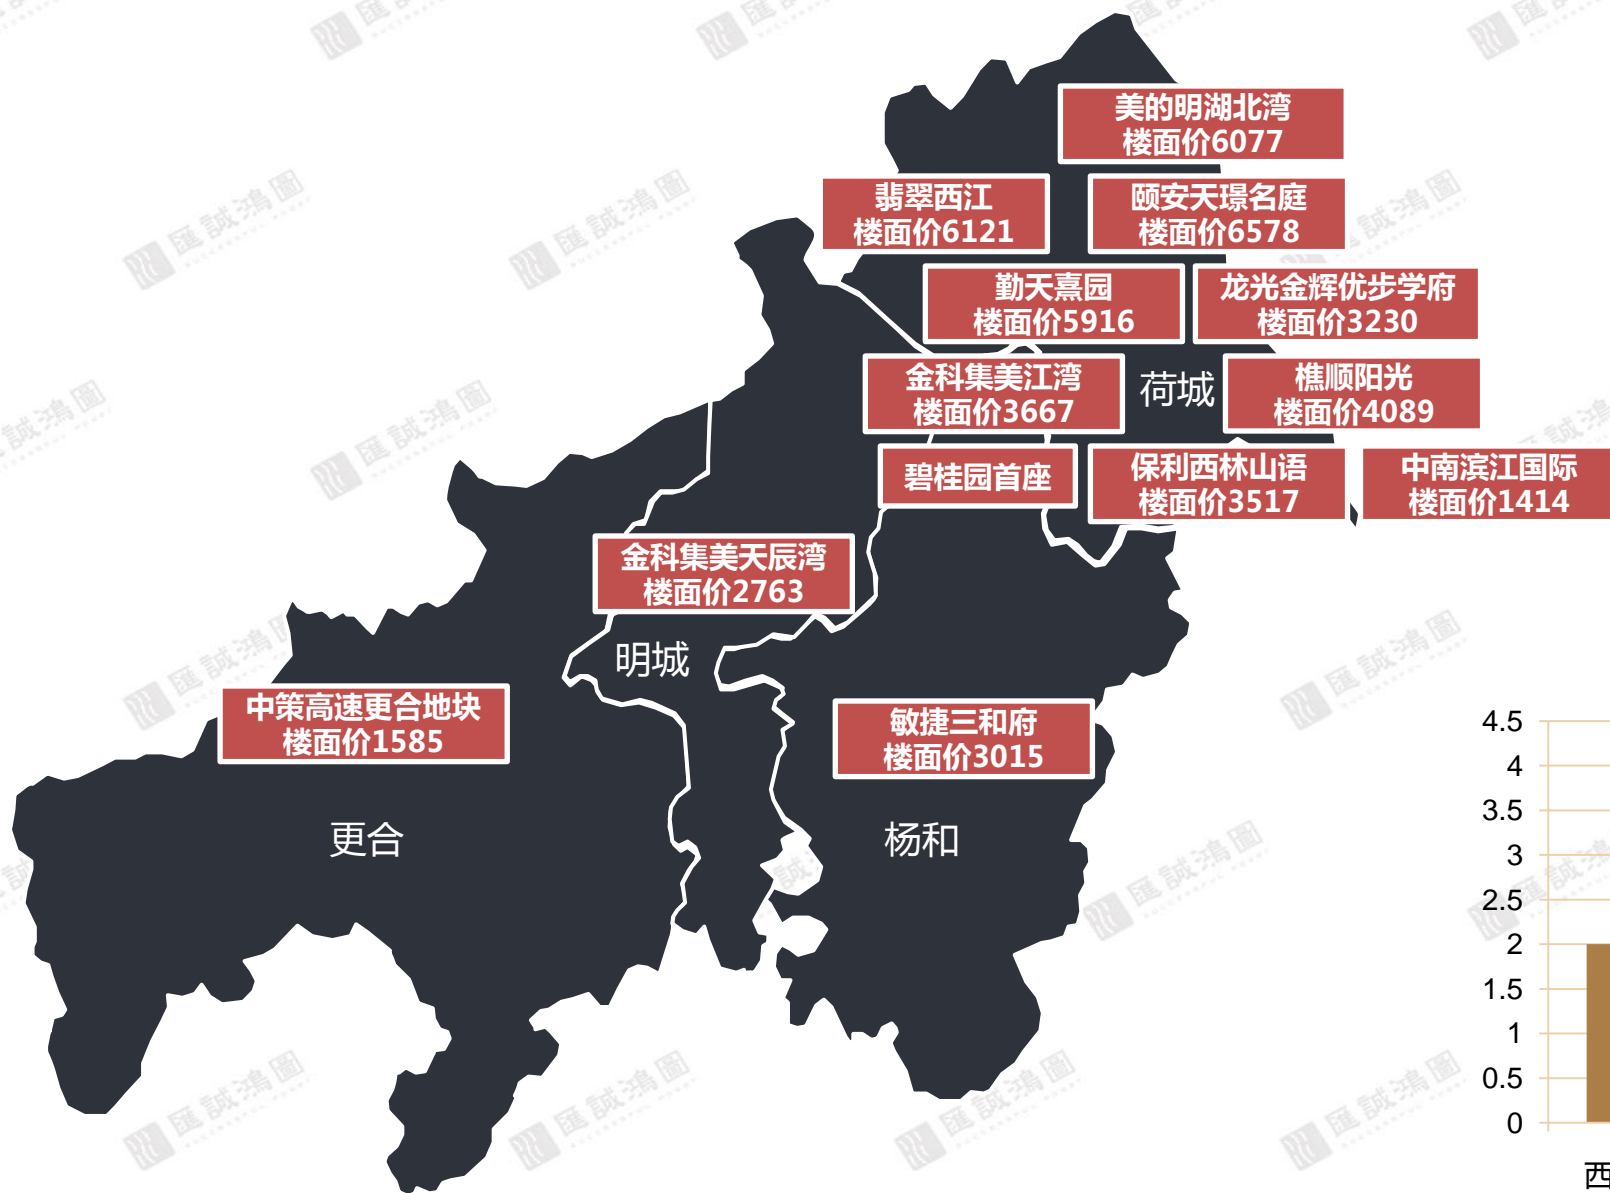 美的明湖北湾
楼面价6077
翡翠西江
楼面价6121
颐安天璟名庭
楼面价6578
勤天熹园
楼面价5916
龙光金辉优步学府
楼面价3230
金科集美江湾
楼面价3667
荷城
樵顺阳光
楼面价4089
碧桂园首座
保利西林山语
楼面价3517
中南滨江国际
楼面价1414
金科集美天辰湾
楼面价2763
明城
中策高速更合地块
楼面价1585
敏捷三和府
楼面价3015
更合
杨和
4.5
4
3.5
3
2.5
2
1.5
1
0.5
0
西
匯誠鴻圖